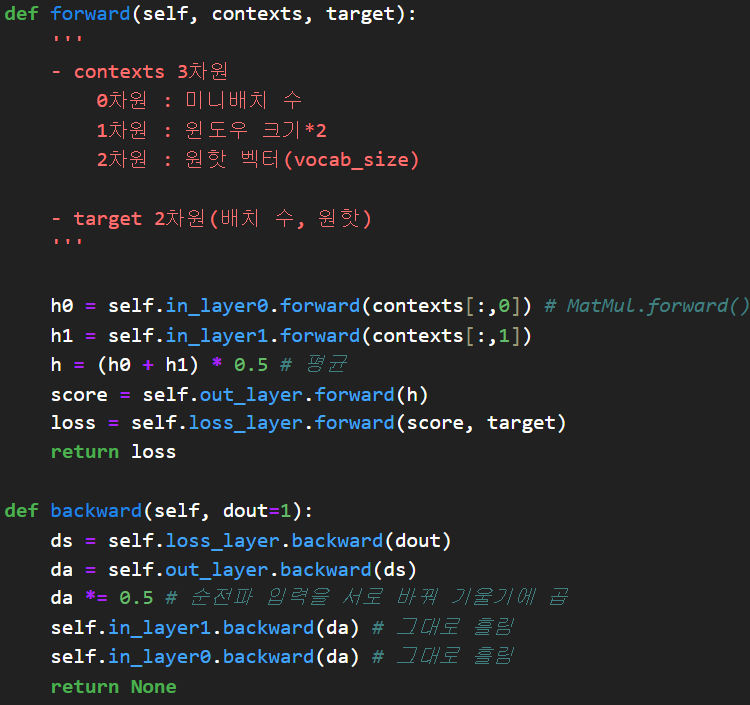 def forward(self, contexts, target):
    '''
    - contexts 3차원
        0차원 : 미니배치 수
        1차원 : 윈도우 크기*2
        2차원 : 원핫 벡터(vocab_size)
    - target 2차원(배치 수, 원핫)
    '''
    h0 = self.in_layer0.forward(contexts[:,0]) # MatMul.forward()
    h1 = self.in_layer1.forward(contexts[:,1])
    h = (h0 + h1) * 0.5 # 평균
    score = self.out_layer.forward(h)
    loss = self.loss_layer.forward(score, target)
    return loss
def backward(self, dout=1):
    ds = self.loss_layer.backward(dout)
    da = self.out_layer.backward(ds)
    da *= 0.5 # 순전파 입력을 서로 바꿔 기울기에 곱
    self.in_layer1.backward(da) # 그대로 흘림
    self.in_layer0.backward(da) # 그대로 흘림
    return None